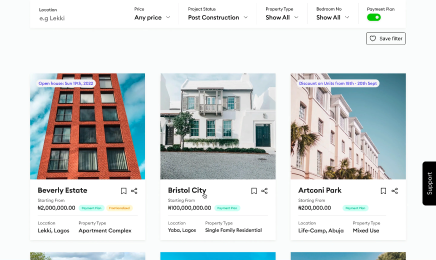 Location
e.g Lekki
Price
Any price
Project Status
Post Construction
Property Type
Show All
Bedroom No
Show All
Payment Plan
Save filter
Open house: Sun 19th, 2022
Discount on Units from 15th - 20th Sept
Beverly Estate
Starting From
₦2,000,000.00
Payment Plan
Location
Lekki, Lagos
Property Type
Apartment Complex
Bristol City
Starting From
₦100,000,000.00
Payment Plan
Location
Yaba, Lagos
Property Type
Single Family Residential
Artconi Park
Starting From
₦200,000.00
Payment Plan
Location
Life-Camp, Abuja
Property Type
Mixed Use
Support